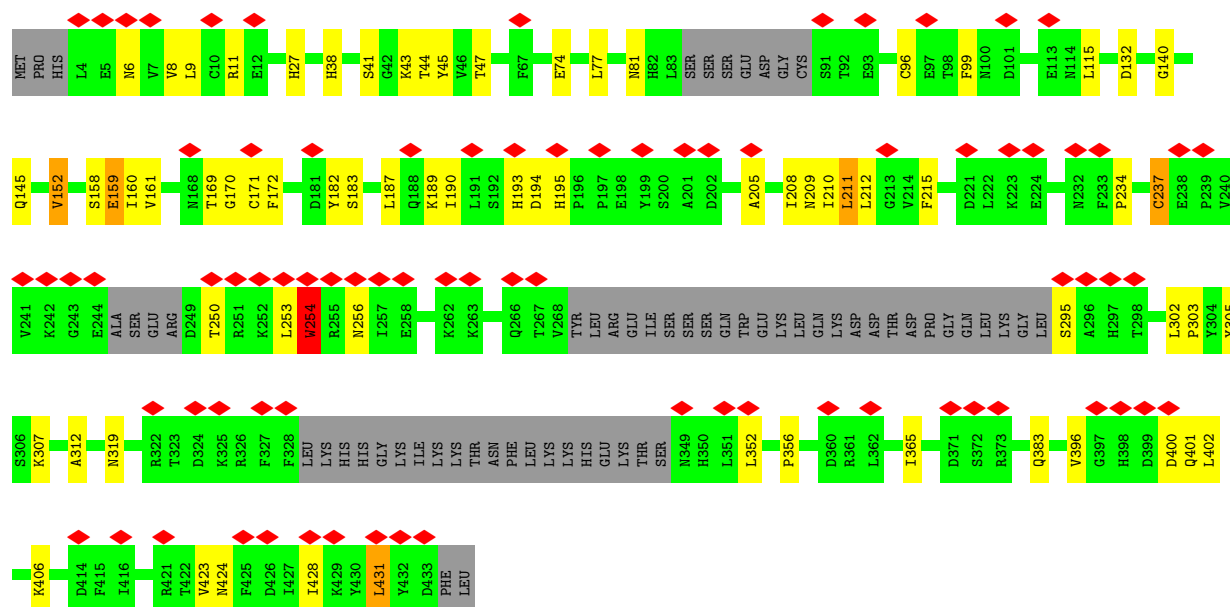 MET PRO HIS L4 E5 N6 V7 V8 L9 C10 R11 E12 H27 H38 S41 G42 K43 T44 Y45 V46 T47 F67 E74 L77 N81 H82 L83 SER SER SER GLU ASP GLY CYS S91 T92 E93 C96 E97 T98 F99 N100 D101 E113 N114 L115 D132 G140
Q145 V152 S158 E159 I160 V161 N168 T169 G170 C171 F172 D181 Y182 S183 L187 Q188 K189 I190 L191 S192 H193 D194 H195 P196 P197 E198 Y199 S200 A201 D202 A205 I208 N209 I210 L211 L212 G213 V214 F215 D221 L222 K223 E224 N232 F233 P234 C237 E238 P239 V240
V241 K242 G243 E244 ALA SER GLU ARG D249 T250 R251 K252 L253 W254 R255 N256 I257 E258 K262 K263 Q266 T267 V268 TYR LEU ARG GLU ILE SER SER SER GLN TRP GLU LYS LEU GLN LYS ASP ASP THR ASP PRO GLY GLN LEU LYS GLY LEU S295 A296 H297 T298 L302 P303 Y304
S306 K307 A312 N319 R322 T323 D324 K325 R326 F327 F328 LEU LYS HIS HIS GLY LYS ILE LYS LYS THR ASN PHE LEU LYS LYS HIS GLU LYS THR SER N349 H350 L351 L352 P356 D360 R361 L362 I365 D371 S372 R373 Q383 V396 G397 H398 D399 D400 Q401 L402
K406 D414 F415 I416 R421 T422 V423 N424 F425 D426 I427 I428 K429 Y430 L431 Y432 D433 PHE LEU